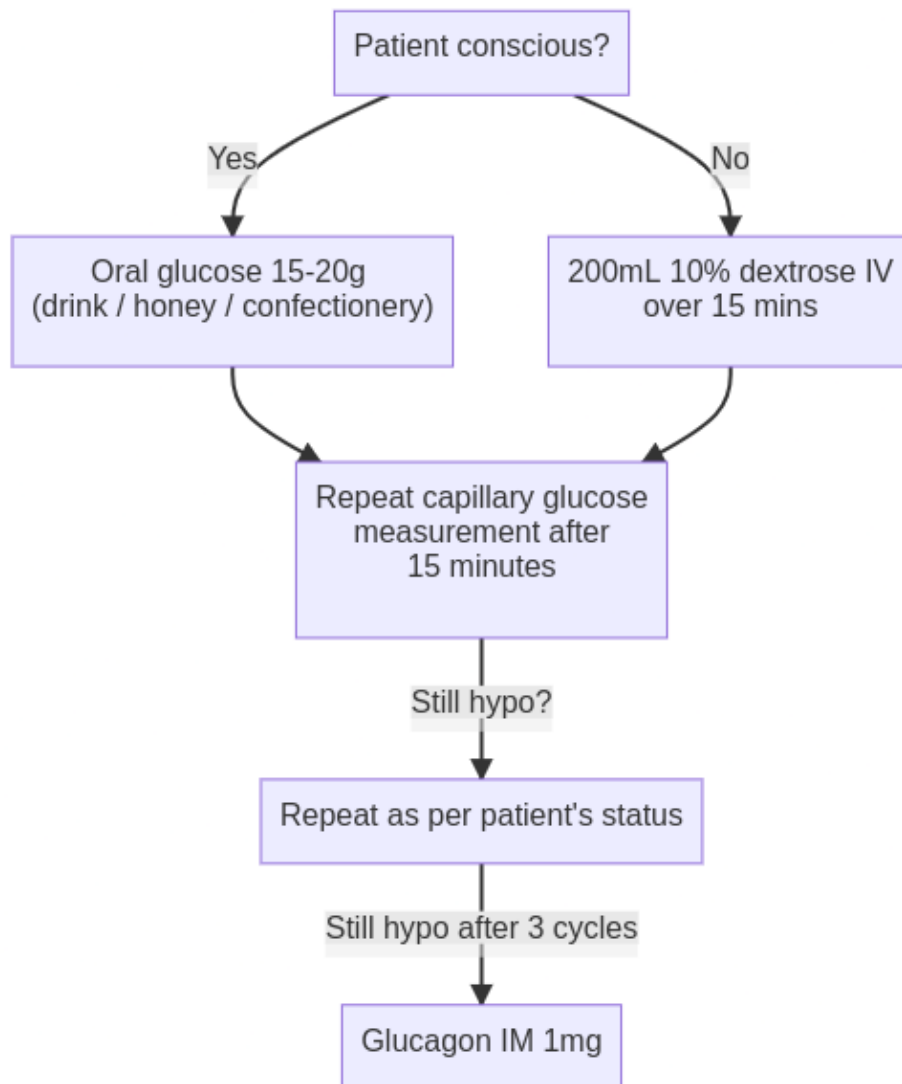 Patient conscious?
Yes
No
Oral glucose 15-20g
(drink / honey / confectionery)
200mL 10% dextrose IV
over 15 mins
Repeat capillary glucose
measurement after
15 minutes
Still hypo?
Repeat as per patient's status
Still hypo after 3 cycles
Glucagon IM 1mg